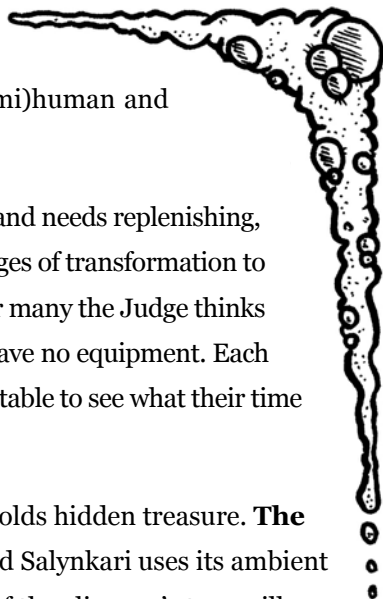 mi)human and
and needs replenishing,
ges of transformation to
many the Judge thinks
ave no equipment. Each
table to see what their time
olds hidden treasure. The
d Salynkari uses its ambient